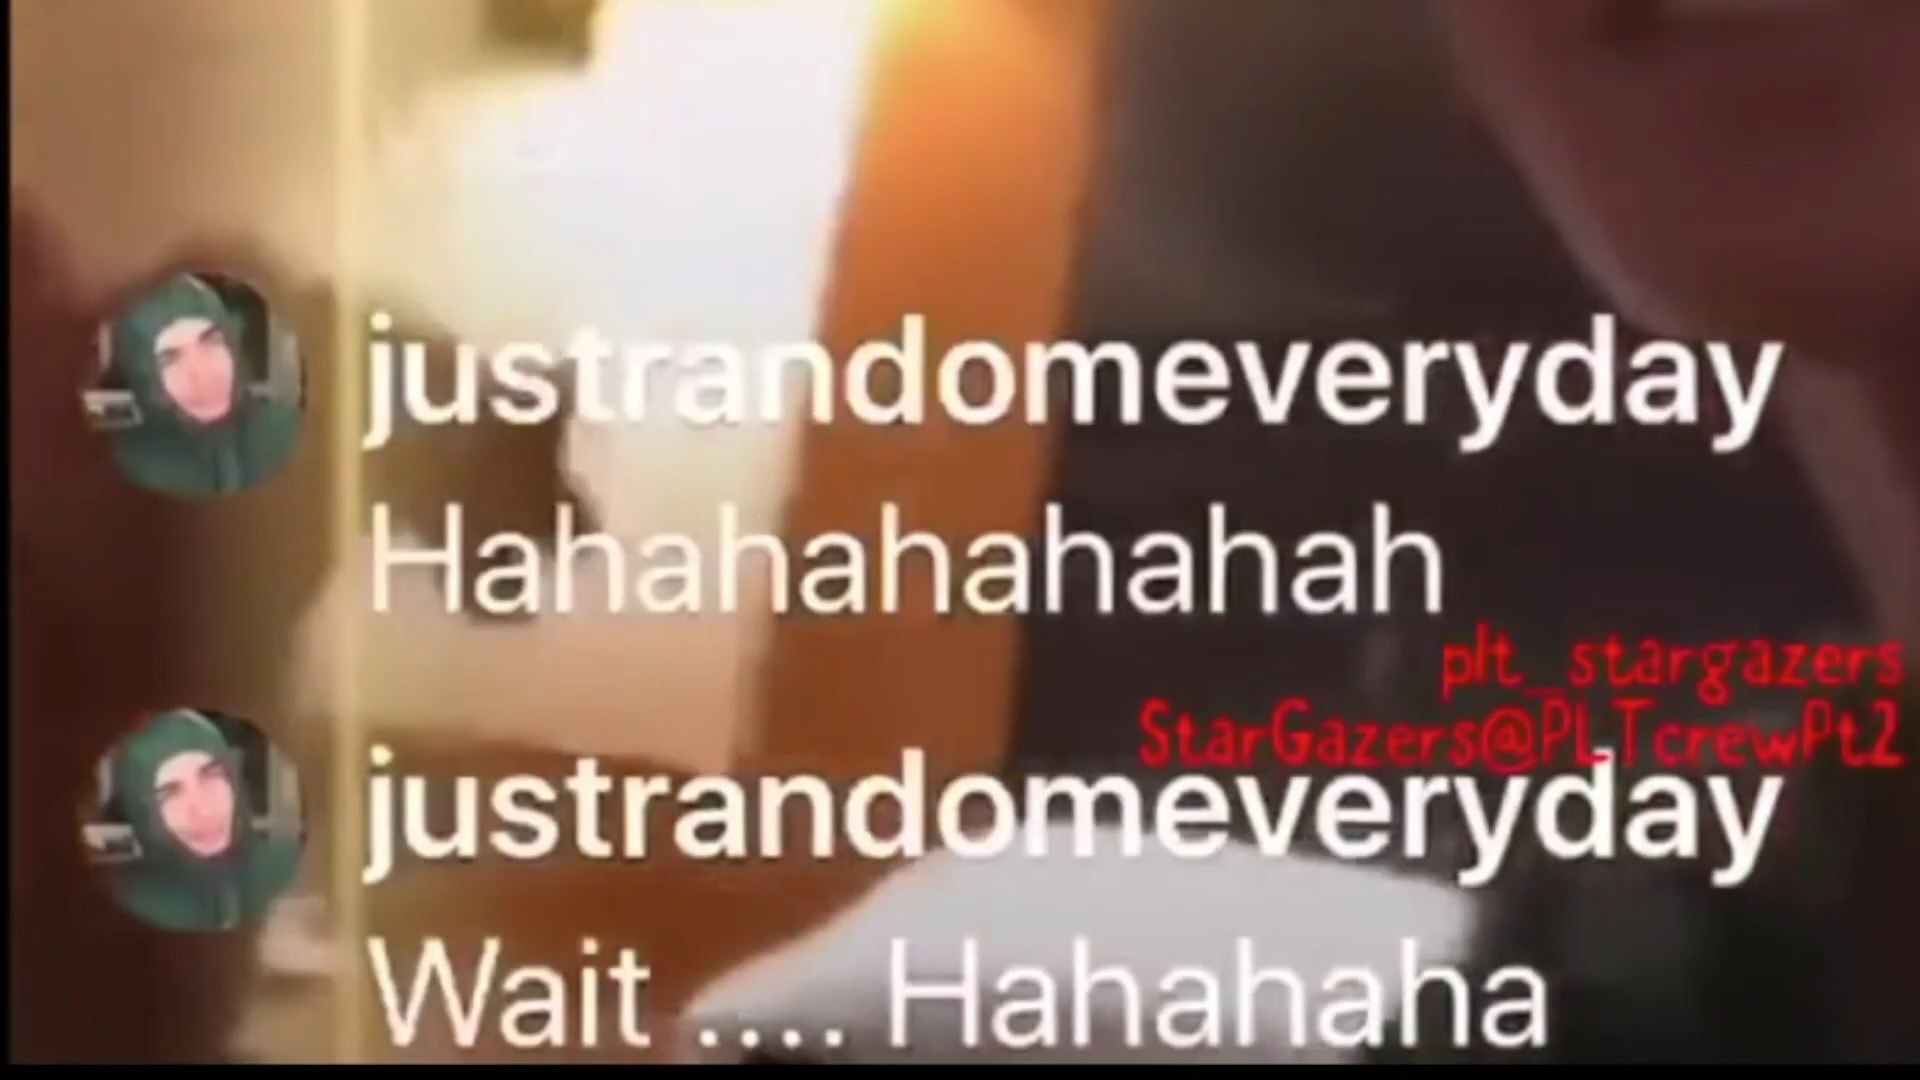 justrandomeveryday
Hahahahahahah
plt_stargazers
StarGazers@PLTcrewPt2
justrandomeveryday
Wait .... Hahahaha